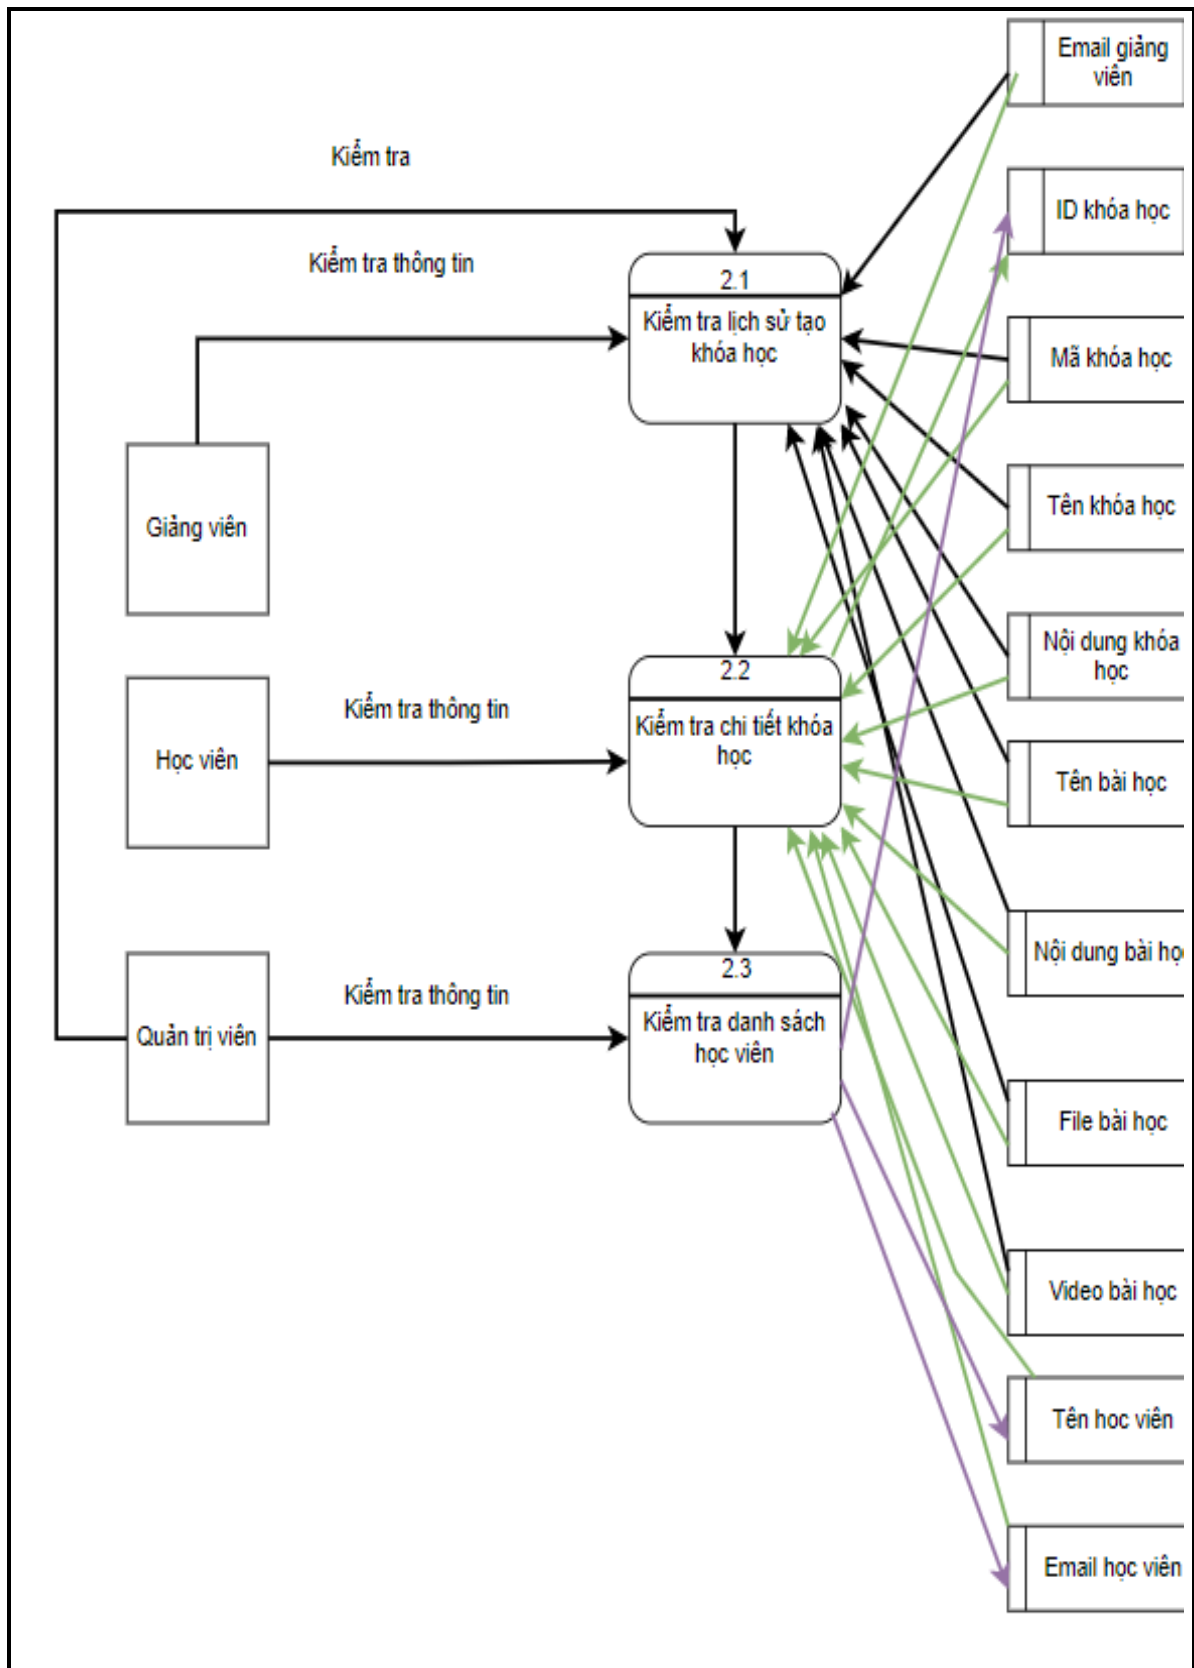 Email giảng
viên
Kiểm tra
ID khóa học
Kiểm tra thông tin
2.1
Kiểm tra lịch sử tạo
khóa học
Mã khóa học
Tên khóa học
Giảng viên
Nội dung khóa
học
2.2
Kiểm tra chi tiết khóa
học
Kiểm tra thông tin
Học viên
Tên bài học
Nội dung bài họ
2.3
Kiểm tra danh sách
học viên
Kiểm tra thông tin
Quản trị viên
File bài học
Video bài học
Tên hoc viên
Email học viên